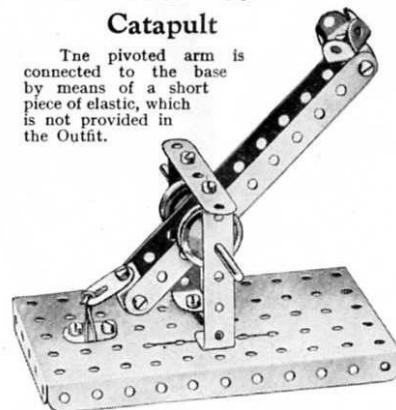 Catapult
Tne pivoted arm is
connected to the base
by means of a short
piece of elastic, which
is not provided in
the Outfit.